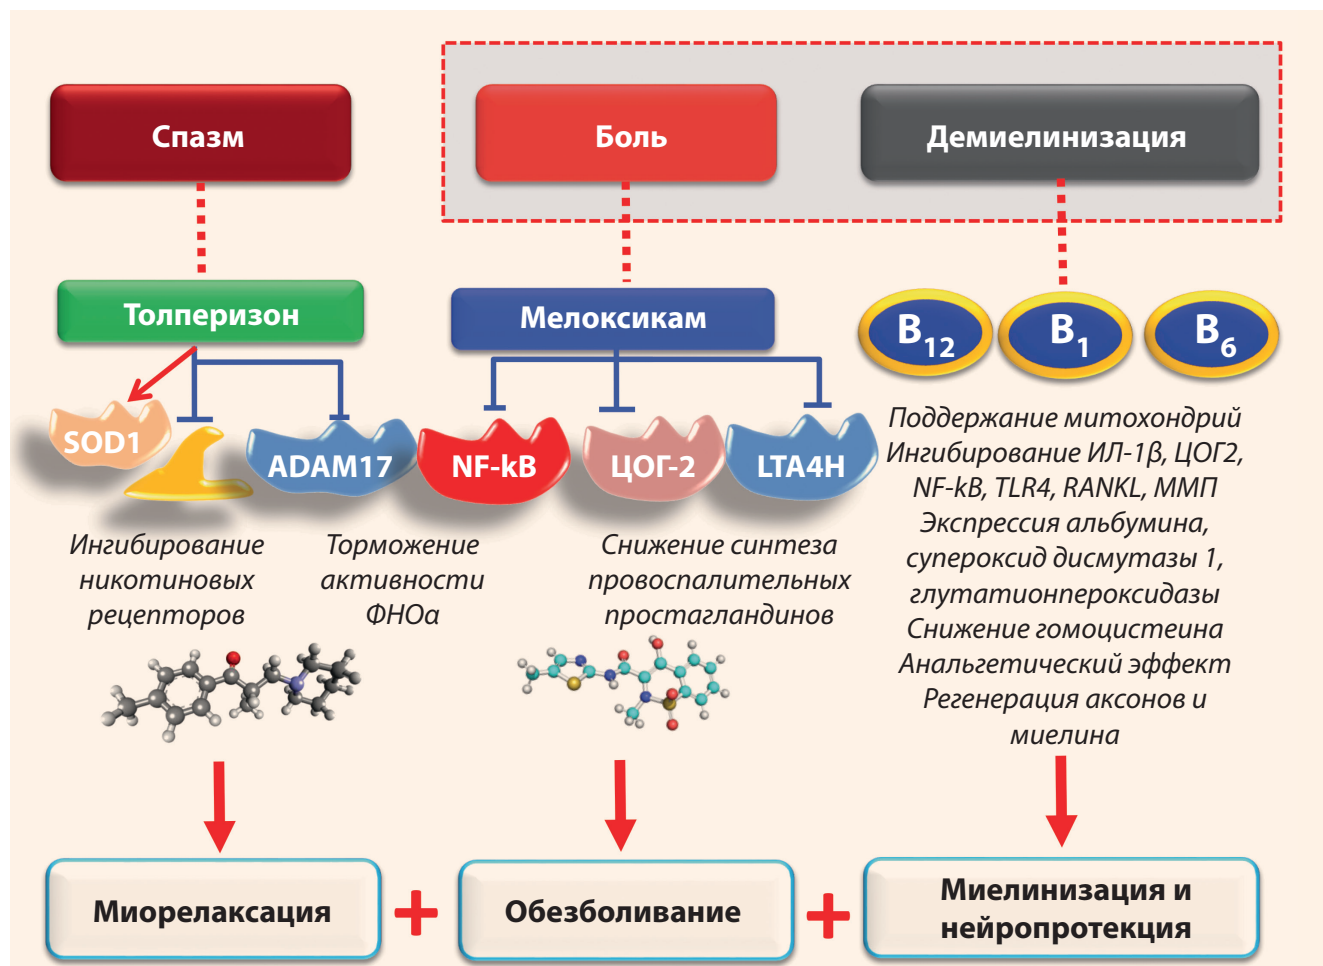 Спазм
Боль
Демиелинизация
Толперизон
Мелоксикам
B12
B1
B6
SOD1
ADAM17
NF-kB
ЦОГ-2
LTA4H
Ингибирование
никотиновых
рецепторов
Торможение
активности
ФНОα
Снижение синтеза
провоспалительных
простагландинов
Поддержание митохондрий
Ингибирование ИЛ-1β, ЦОГ2,
NF-kB, TLR4, RANKL, ММП
Экспрессия альбумина,
супероксид дисмутазы 1,
глутатионпероксидазы
Снижение гомоцистеина
Анальгетический эффект
Регенерация аксонов и
миелина
Миорелаксация
+
Обезболивание
+
Миелинизация и
нейропротекция